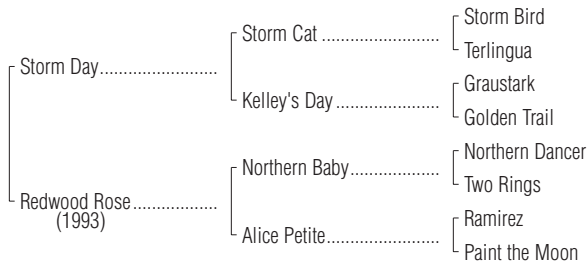 Storm Bird
Storm Cat ............................
Terlingua
Storm Day............................
Graustark
Kelley's Day .........................
Golden Trail
Northern Dancer
Northern Baby.....................
Two Rings
Redwood Rose....................
(1993)
Ramirez
Alice Petite...........................
Paint the Moon